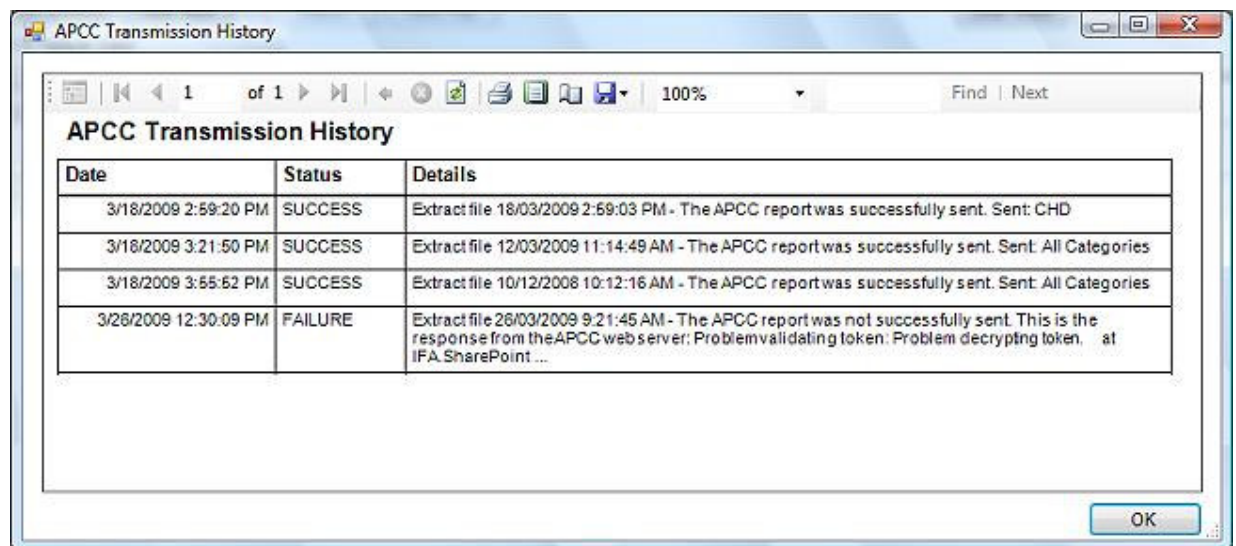 APCC Transmission History
1 of 1 100% Find | Next
APCC Transmission History
Date Status Details
3/18/2009 2:59:20 PM SUCCESS Extract file 18/03/2009 2:59:03 PM - The APCC report was successfully sent. Sent: CHD
3/18/2009 3:21:50 PM SUCCESS Extract file 12/03/2009 11:14:49 AM - The APCC report was successfully sent. Sent: All Categories
3/18/2009 3:55:52 PM SUCCESS Extract file 10/12/2008 10:12:16 AM - The APCC report was successfully sent. Sent: All Categories
3/26/2009 12:30:09 PM FAILURE Extract file 26/03/2009 9:21:45 AM - The APCC report was not successfully sent. This is the
response from the APCC web server: Problem validating token: Problem decrypting token. at
IFA.SharePoint ...
OK